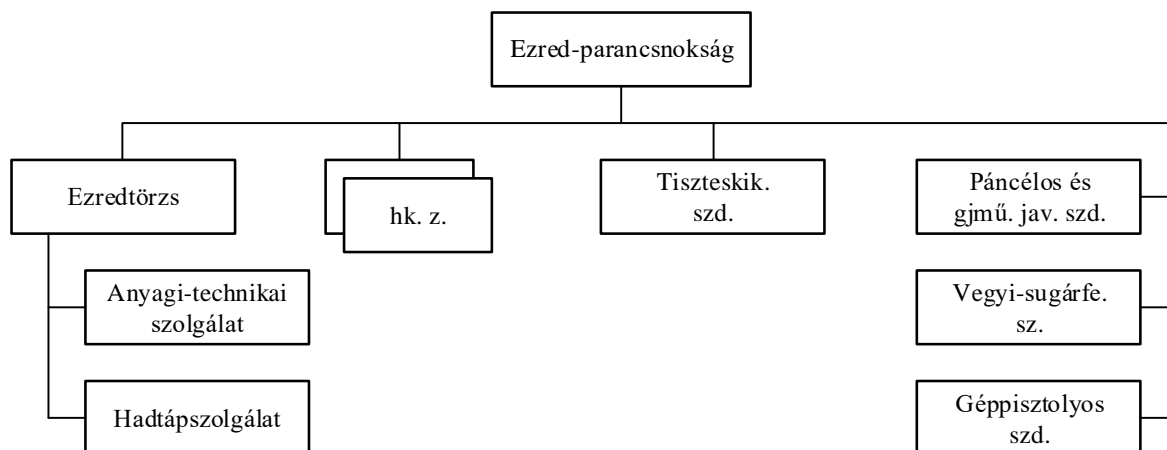 Ezred-parancsnokság
Ezredtörzs
hk. z.
Tiszteskik.
szd.
Páncélos és
gjmű. jav. szd.
Anyagi-technikai
szolgálat
Vegyi-sugárfe.
sz.
Hadtápszolgálat
Géppisztolyos
szd.